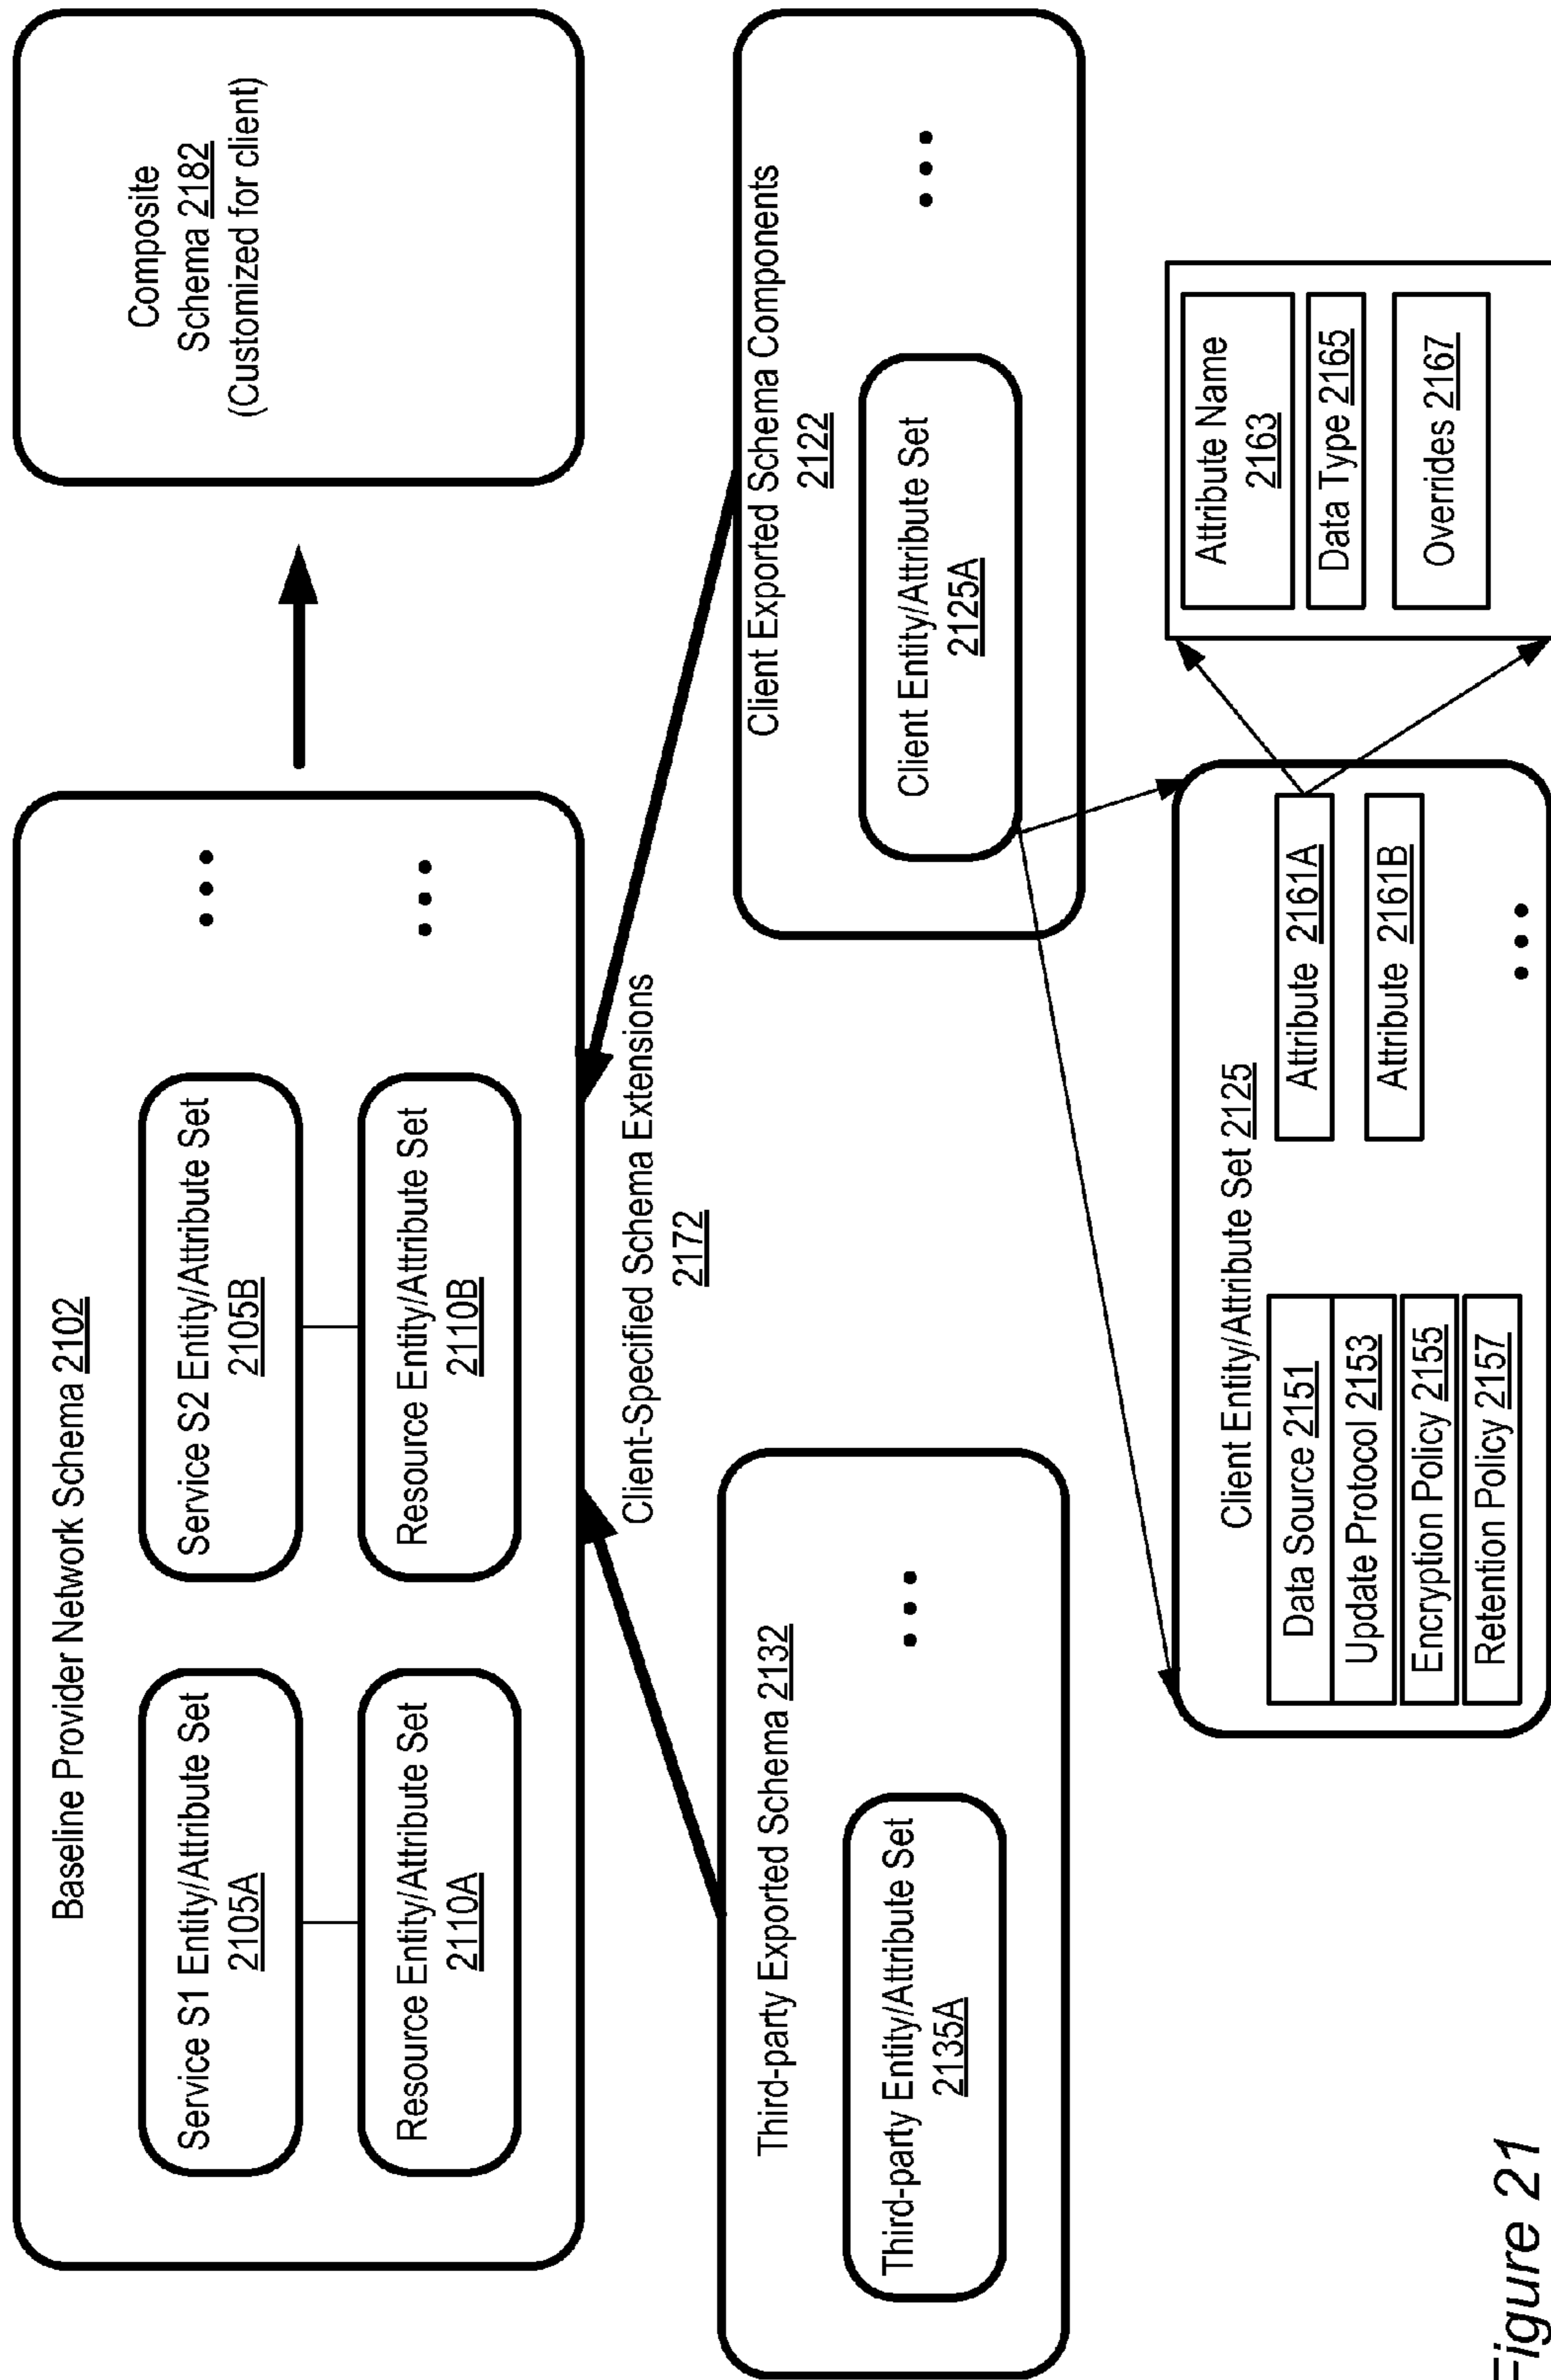 Baseline Provider Network Schema 2102
Service S1 Entity/Attribute Set
2105A
Resource Entity/Attribute Set
2110A
Service S2 Entity/Attribute Set
2105B
Resource Entity/Attribute Set
2110B
...
...
Composite
Schema 2182
(Customized for client)
Client-Specified Schema Extensions
2172
Third-party Exported Schema 2132
Third-party Entity/Attribute Set
2135A
...
Client Exported Schema Components
2122
Client Entity/Attribute Set
2125A
...
Client Entity/Attribute Set 2125
Data Source 2151
Update Protocol 2153
Encryption Policy 2155
Retention Policy 2157
Attribute 2161A
Attribute 2161B
...
Attribute Name
2163
Data Type 2165
Overrides 2167
Figure 21